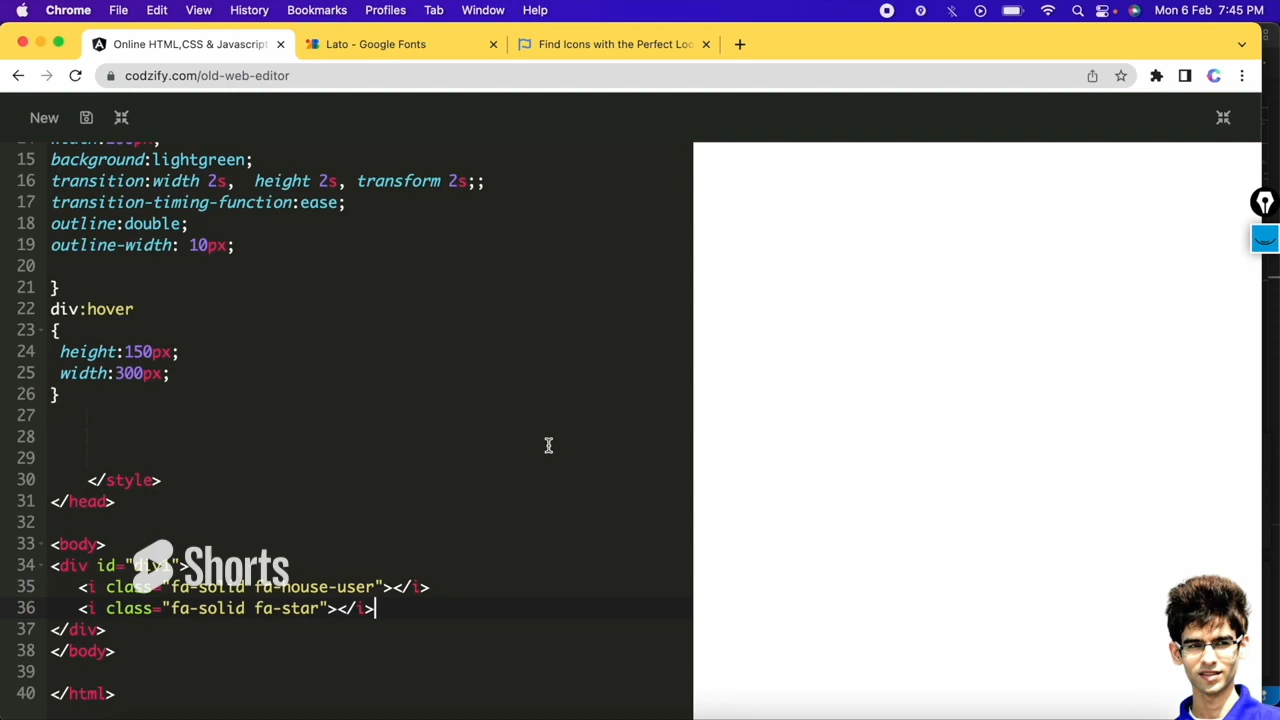 Chrome File Edit View History Bookmarks Profiles Tab Window Help Mon 6 Feb 7:45 PM
Online HTML,CSS & Javascript Lato - Google Fonts Find Icons with the Perfect Loo
codzify.com/old-web-editor
New
15 background:lightgreen;
16 transition:width 2s, height 2s, transform 2s;;
17 transition-timing-function:ease;
18 outline:double;
19 outline-width: 10px;
20
21 }
22 div:hover
23 {
24 height:150px;
25 width:300px;
26 }
27
28
29
30 </style>
31 </head>
32
33 <body>
34 <div id="div1">
Shorts
35 <i class="fa-solid fa-house-user"></i>
36 <i class="fa-solid fa-star"></i>
37 </div>
38 </body>
39
40 </html>